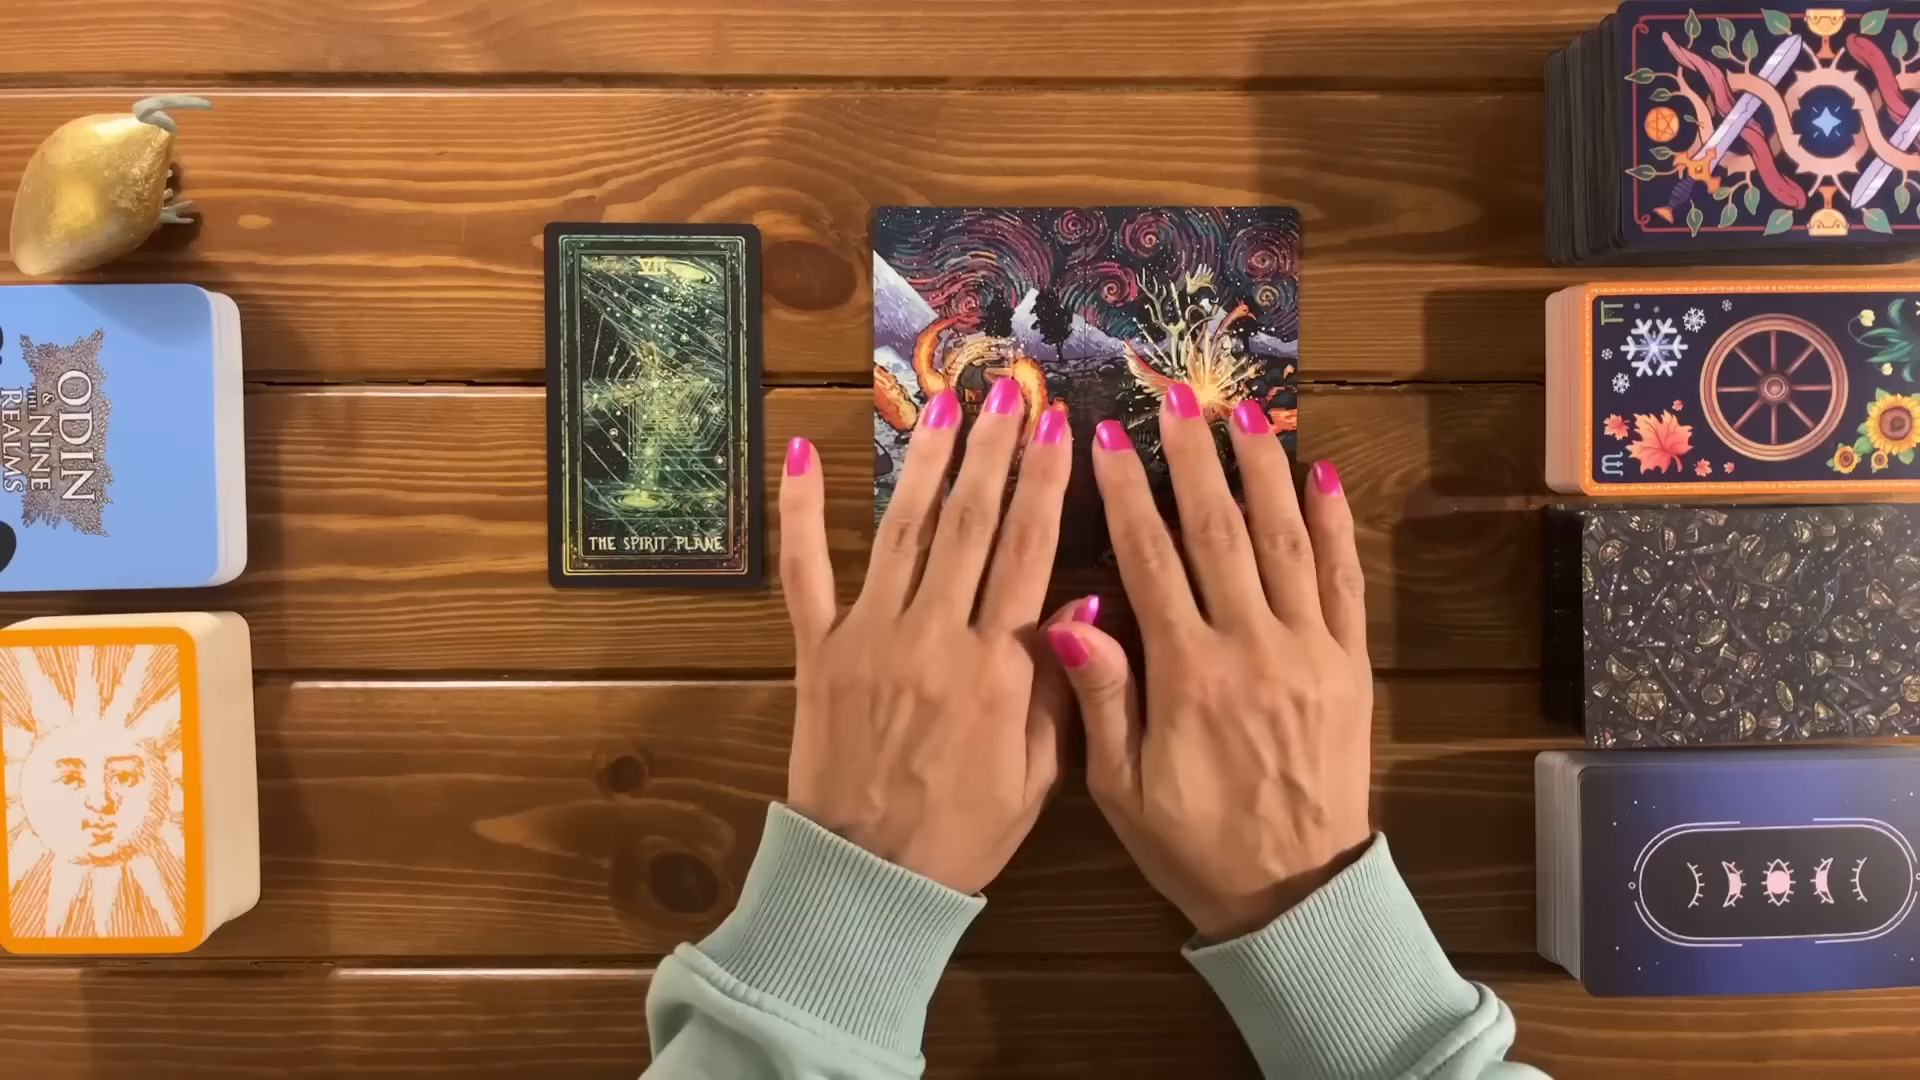 ODIN
&
THE NINE
REALMS
VII
THE SPIRIT PLANE